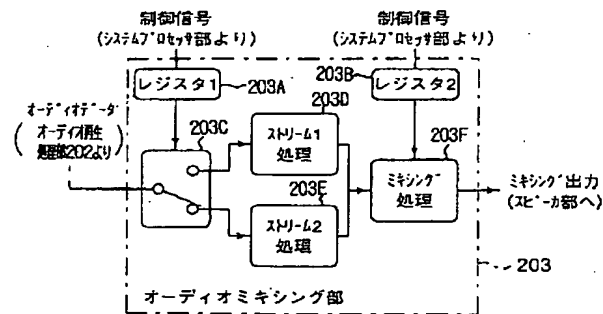 制御信号
(システムプロセッサ部より)
制御信号
(システムプロセッサ部より)
レジスタ1
203A
203B
レジスタ2
オーディオデータ
(オーディオ再生
処理部202より)
203C
203D
ストリーム1
処理
203F
ミキシング
処理
ミキシング出力
(スピーカ部へ)
203E
ストリーム2
処理
203
オーディオミキシング部